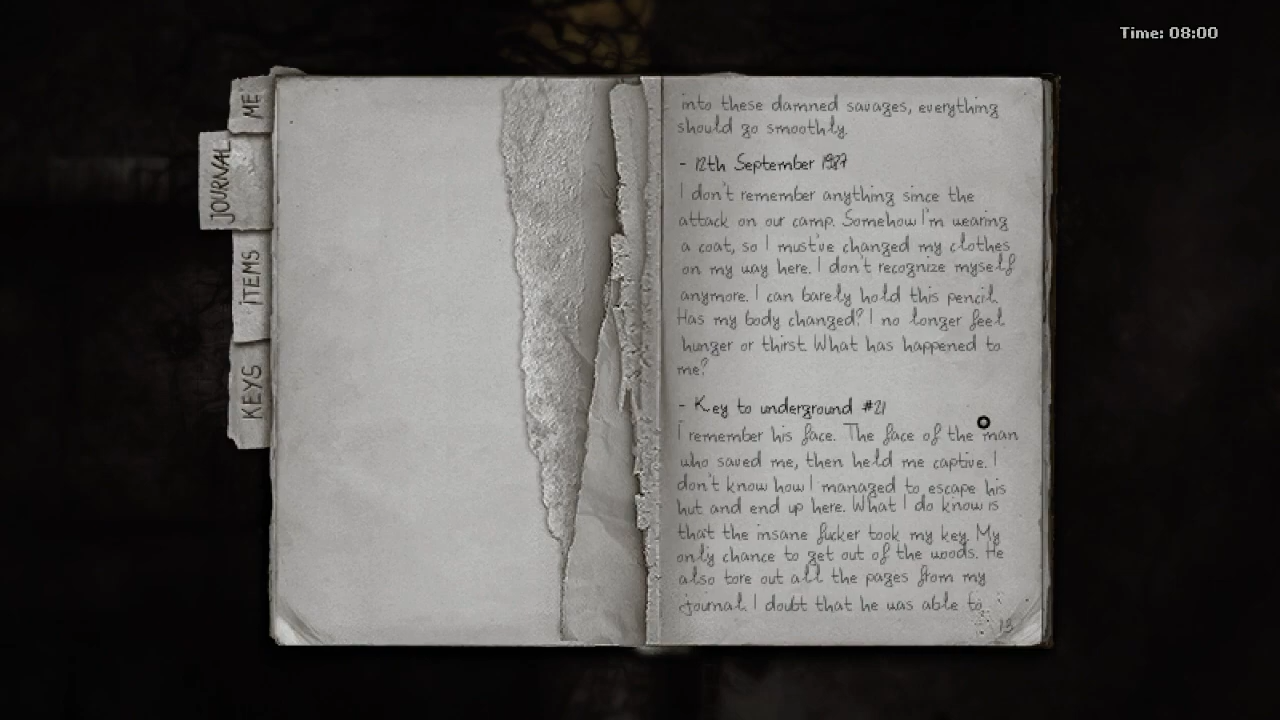 Time: 08:00
ME
JOURNAL
ITEMS
KEYS
into these damned savages, everything
should go smoothly.
- 12th September 1987
I don't remember anything since the
attack on our camp. Somehow I'm wearing
a coat, so I must've changed my clothes
on my way here. I don't recognize myself
anymore. I can barely hold this pencil.
Has my body changed? I no longer feel
hunger or thirst. What has happened to
me?
- Key to underground #21
I remember his face. The face of the man
who saved me, then held me captive. I
don't know how I managed to escape his
hut and end up here. What I do know is
that the insane fucker took my key. My
only chance to get out of the woods. He
also tore out all the pages from my
journal. I doubt that he was able to
13